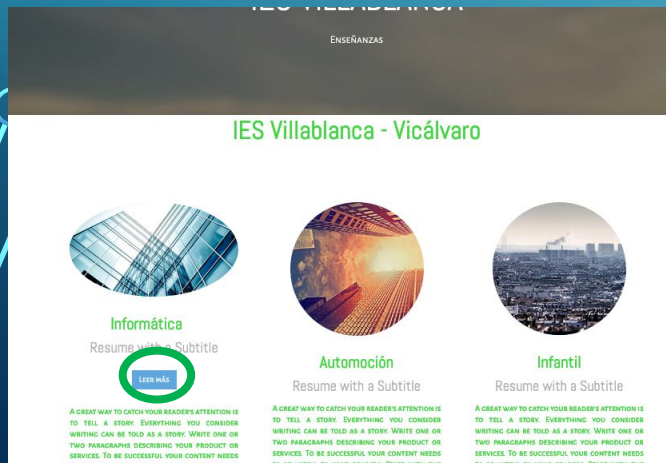 IES VILLABLANCA
Enseñanzas
IES Villablanca - Vicálvaro
Informática
Resume with a Subtitle
Leer más
A great way to catch your reader's attention is
to tell a story. Everything you consider
writing can be told as a story. Write one or
two paragraphs describing your product or
services. To be successful your content needs
Automoción
Resume with a Subtitle
A great way to catch your reader's attention is
to tell a story. Everything you consider
writing can be told as a story. Write one or
two paragraphs describing your product or
services. To be successful your content needs
Infantil
Resume with a Subtitle
A great way to catch your reader's attention is
to tell a story. Everything you consider
writing can be told as a story. Write one or
two paragraphs describing your product or
services. To be successful your content needs